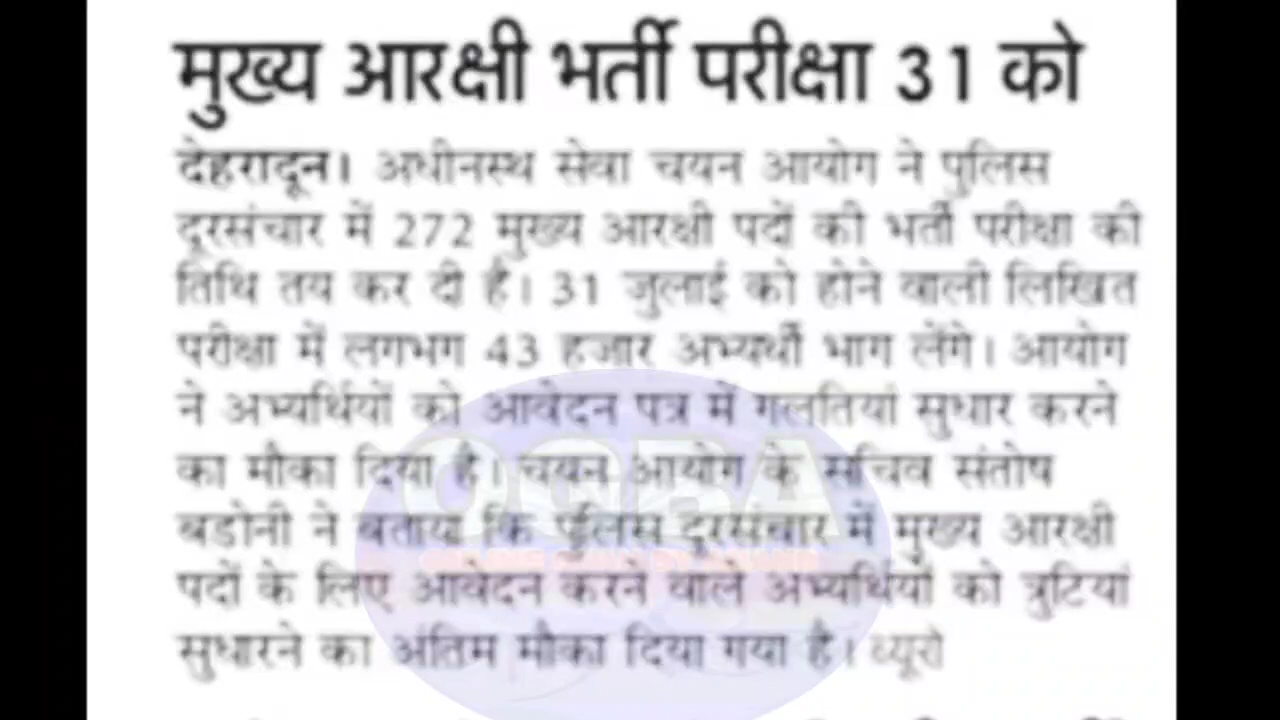 मुख्य आरक्षी भर्ती परीक्षा 31 को
देहरादून। अधीनस्थ सेवा चयन आयोग ने पुलिस
दूरसंचार में 272 मुख्य आरक्षी पदों की भर्ती परीक्षा की
तिथि तय कर दी है। 31 जुलाई को होने वाली लिखित
परीक्षा में लगभग 43 हजार अभ्यर्थी भाग लेंगे। आयोग
ने अभ्यर्थियों को आवेदन पत्र में गलतियां सुधार करने
का मौका दिया है। चयन आयोग के सचिव संतोष
बडोनी ने बताया कि पुलिस दूरसंचार में मुख्य आरक्षी
पदों के लिए आवेदन करने वाले अभ्यर्थियों को त्रुटियां
सुधारने का अंतिम मौका दिया गया है। ब्यूरो